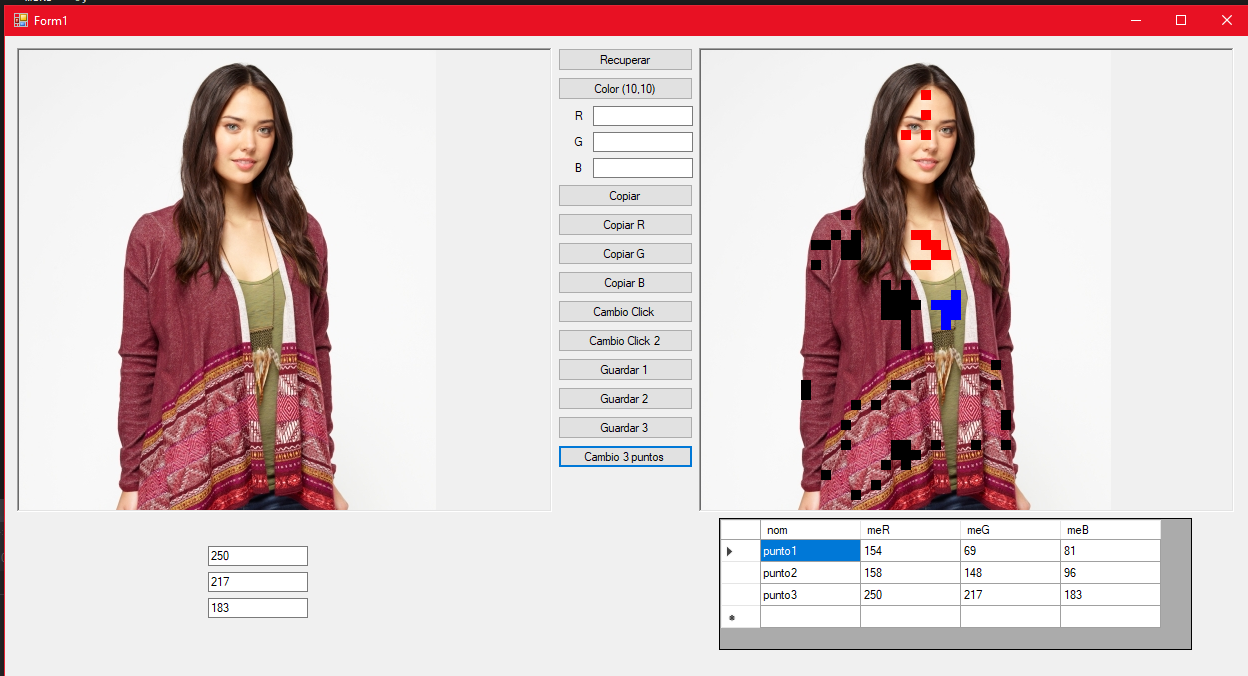 Form1
Recuperar
Color (10,10)
R
G
B
Copiar
Copiar R
Copiar G
Copiar B
Cambio Click
Cambio Click 2
Guardar 1
Guardar 2
Guardar 3
Cambio 3 puntos
250
217
183
nom meR meG meB
punto1 154 69 81
punto2 158 148 96
punto3 250 217 183